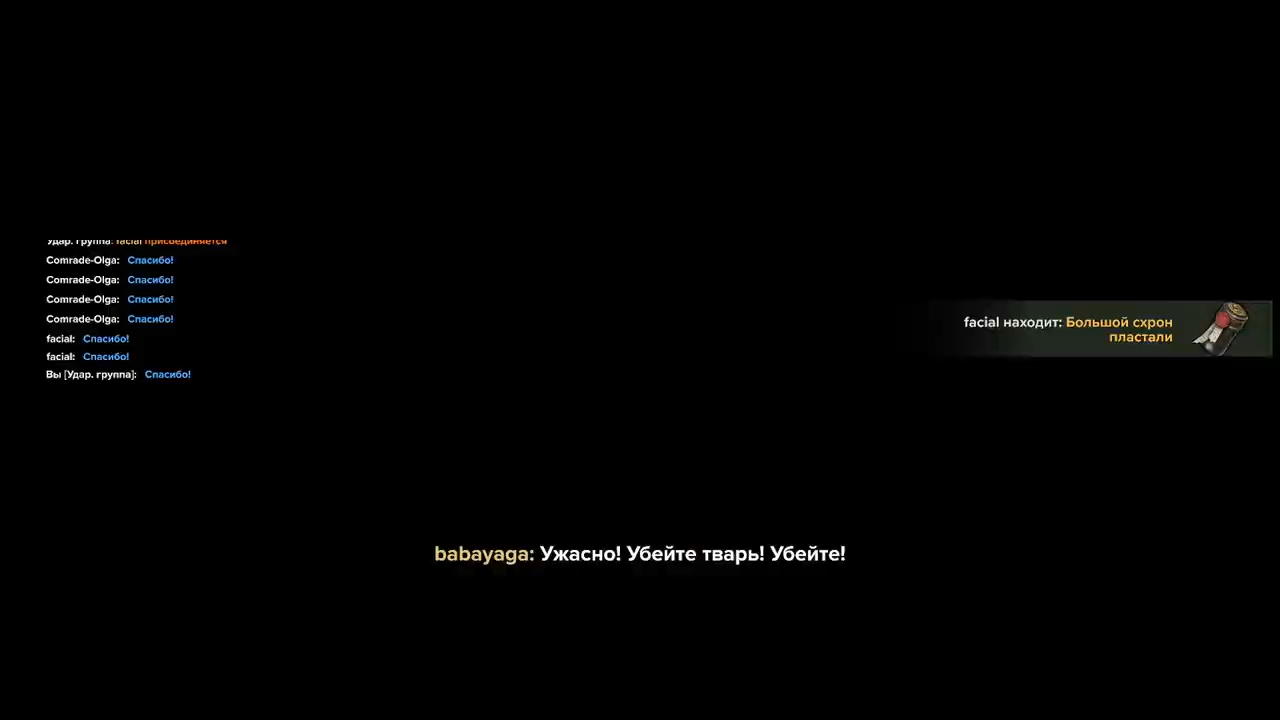 Удар. группа: facial присоединяется
Comrade-Olga: Спасибо!
Comrade-Olga: Спасибо!
Comrade-Olga: Спасибо!
Comrade-Olga: Спасибо!
facial: Спасибо!
facial: Спасибо!
Вы [Удар. группа]: Спасибо!
facial находит: Большой схрон
пластали
babayaga: Ужасно! Убейте тварь! Убейте!